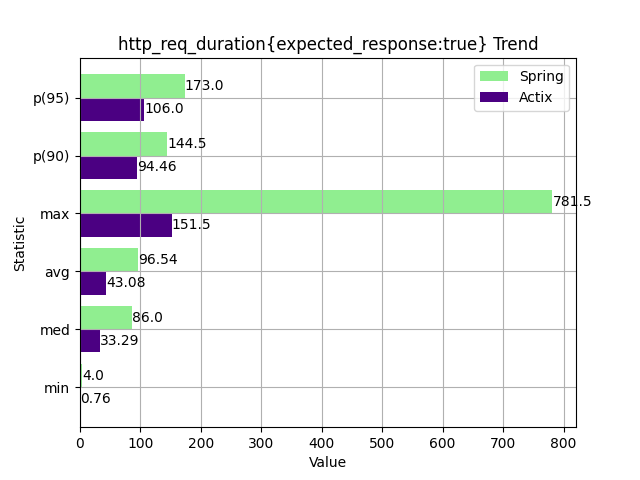 http_req_duration{expected_response:true} Trend
Spring
Actix
p(95)
173.0
106.0
p(90)
144.5
94.46
max
781.5
151.5
avg
96.54
43.08
med
86.0
33.29
min
4.0
0.76
Statistic
0 100 200 300 400 500 600 700 800
Value